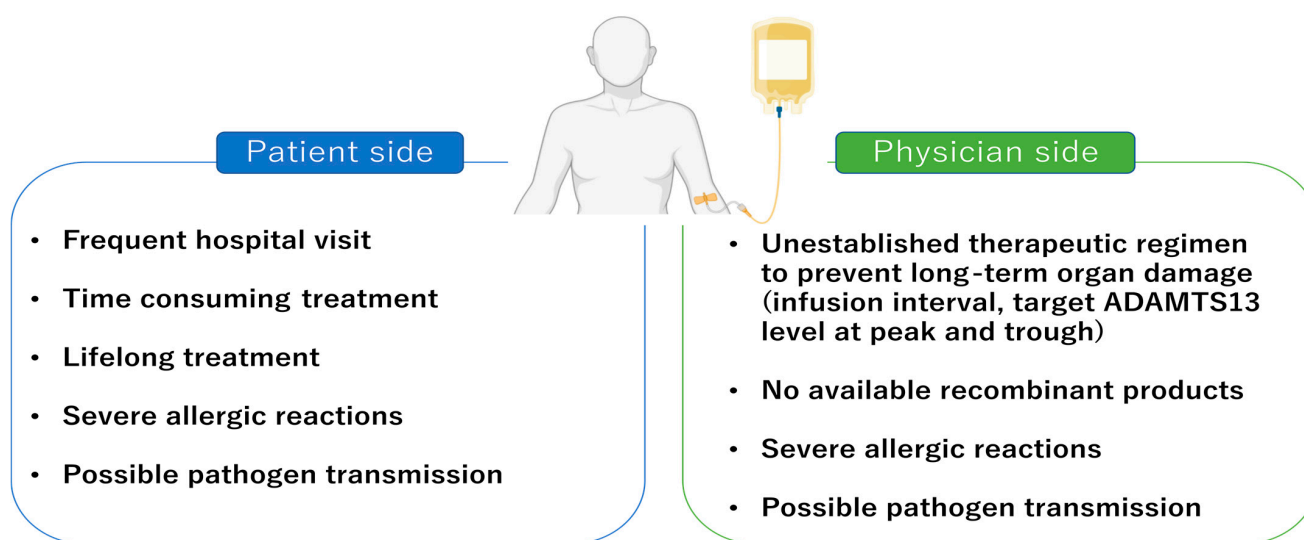 Patient side
• Frequent hospital visit
• Time consuming treatment
• Lifelong treatment
• Severe allergic reactions
• Possible pathogen transmission
Physician side
• Unestablished therapeutic regimen
to prevent long-term organ damage
(infusion interval, target ADAMTS13
level at peak and trough)
• No available recombinant products
• Severe allergic reactions
• Possible pathogen transmission